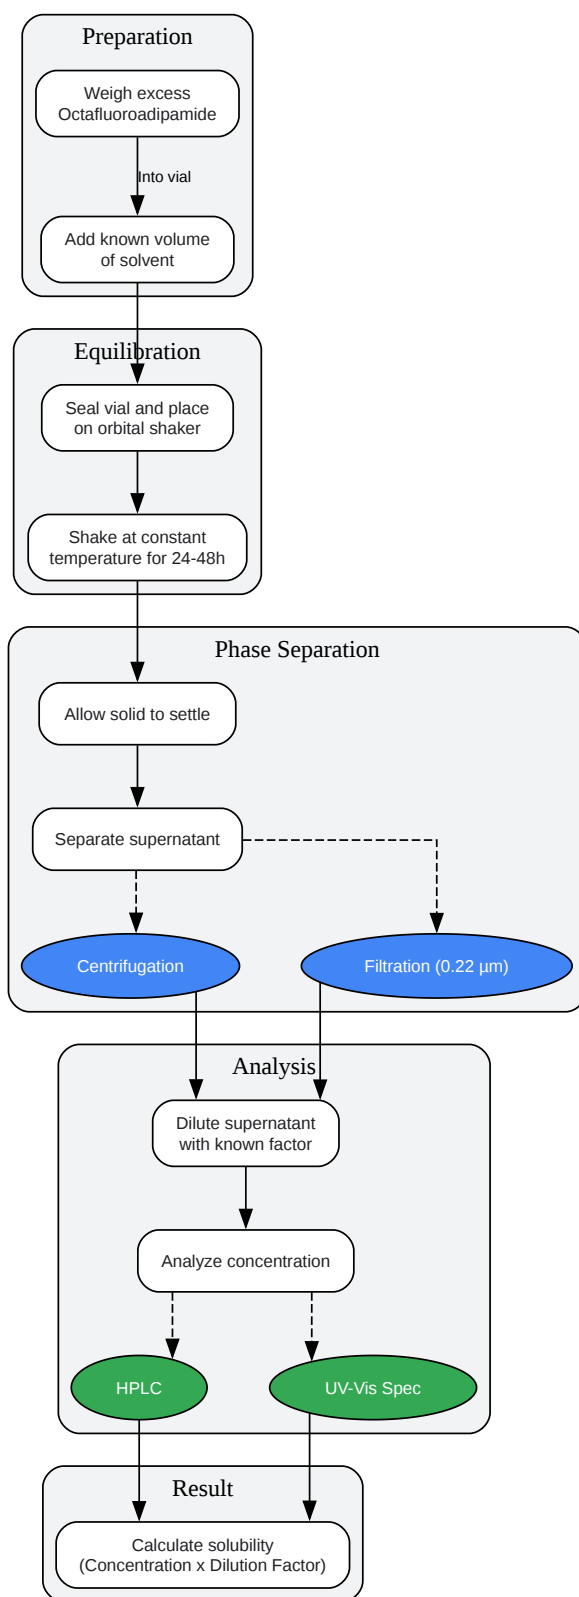 Preparation
Weigh excess
Octafluoroadipamide
Into vial
Add known volume
of solvent
Equilibration
Seal vial and place
on orbital shaker
Shake at constant
temperature for 24-48h
Phase Separation
Allow solid to settle
Separate supernatant
Centrifugation
Filtration (0.22 µm)
Analysis
Dilute supernatant
with known factor
Analyze concentration
HPLC
UV-Vis Spec
Result
Calculate solubility
(Concentration x Dilution Factor)